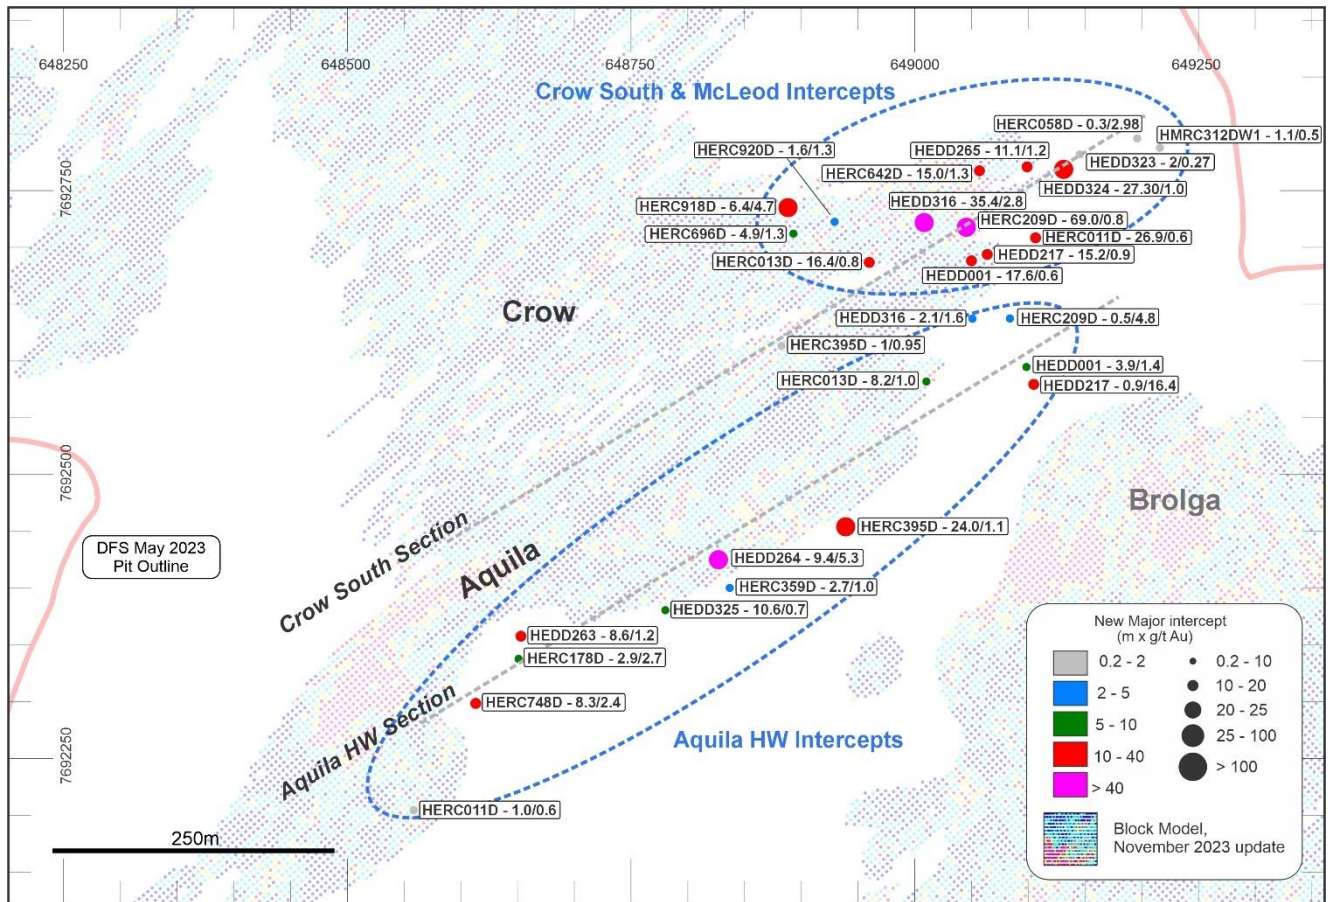 648250
648500
648750
649000
649250
Crow South & McLeod Intercepts
HERC058D - 0.3/2.98
HMRC312DW1 - 1.1/0.5
HERC920D - 1.6/1.3
HEDD265 - 11.1/1.2
HEDD323 - 2/0.27
HERC642D - 15.0/1.3
HEDD324 - 27.30/1.0
7692750
HEDD316 - 35.4/2.8
HERC918D - 6.4/4.7
HERC209D - 69.0/0.8
HERC696D - 4.9/1.3
HERC011D - 26.9/0.6
HEDD217 - 15.2/0.9
HERC013D - 16.4/0.8
HEDD001 - 17.6/0.6
Crow
HEDD316 - 2.1/1.6
HERC209D - 0.5/4.8
HERC395D - 1/0.95
HEDD001 - 3.9/1.4
HERC013D - 8.2/1.0
HEDD217 - 0.9/16.4
7692500
Brolga
HERC395D - 24.0/1.1
DFS May 2023
Pit Outline
Crow South Section
Aquila
HEDD264 - 9.4/5.3
HERC359D - 2.7/1.0
HEDD325 - 10.6/0.7
HEDD263 - 8.6/1.2
HERC178D - 2.9/2.7
HERC748D - 8.3/2.4
Aquila HW Section
7692250
Aquila HW Intercepts
HERC011D - 1.0/0.6
250m
New Major intercept
(m x g/t Au)
0.2 - 2
0.2 - 10
2 - 5
10 - 20
5 - 10
20 - 25
10 - 40
25 - 100
> 40
> 100
Block Model,
November 2023 update